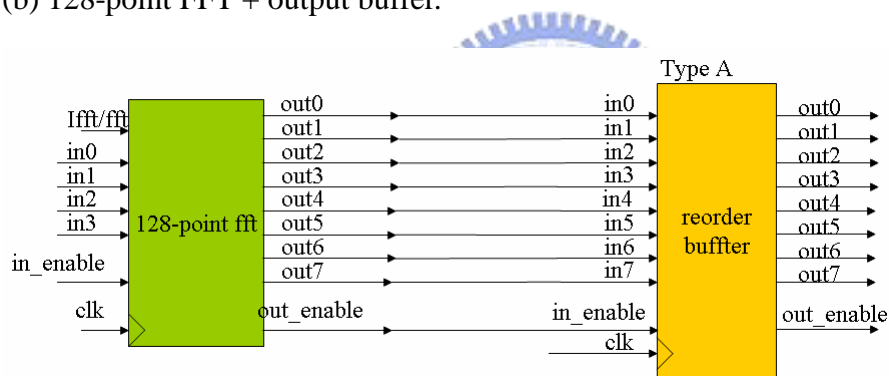 (b) 128-point FFT + output buffer.
Type A
Ifft/fft
in0
in1
in2
in3
in_enable
clk
128-point fft
out0
out1
out2
out3
out4
out5
out6
out7
out_enable
in0
in1
in2
in3
in4
in5
in6
in7
in_enable
clk
reorder
buffter
out0
out1
out2
out3
out4
out5
out6
out7
out_enable